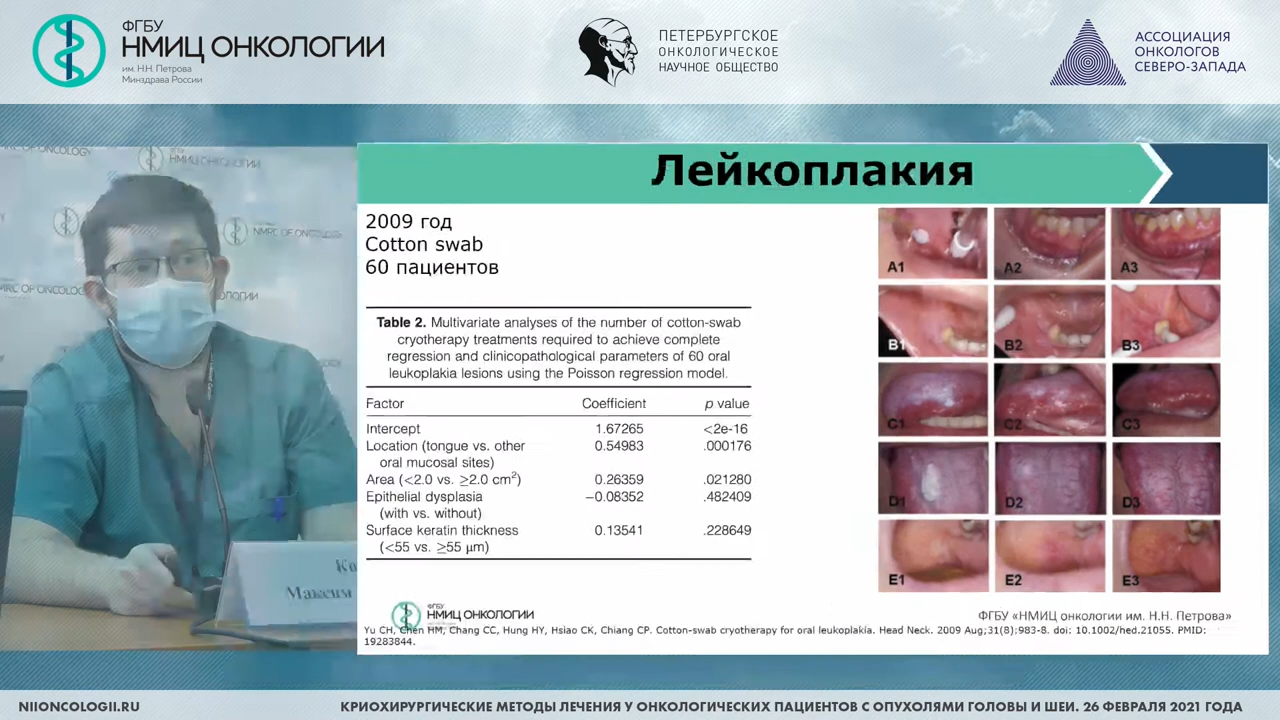 ФГБУ
НМИЦ ОНКОЛОГИИ
им. Н.Н. Петрова
Минздрава России
ПЕТЕРБУРГСКОЕ
ОНКОЛОГИЧЕСКОЕ
НАУЧНОЕ ОБЩЕСТВО
АССОЦИАЦИЯ
ОНКОЛОГОВ
СЕВЕРО-ЗАПАДА
НМИЦ ОНКОЛОГИИ
NMRC OF ONCOLOGY
Максим
Лейкоплакия
2009 год
Cotton swab
60 пациентов
Table 2. Multivariate analyses of the number of cotton-swab
cryotherapy treatments required to achieve complete
regression and clinicopathological parameters of 60 oral
leukoplakia lesions using the Poisson regression model.
Factor Coefficient p value
Intercept 1.67265 <2e-16
Location (tongue vs. other 0.54983 .000176
oral mucosal sites)
Area (<2.0 vs. ≥2.0 cm²) 0.26359 .021280
Epithelial dysplasia −0.08352 .482409
(with vs. without)
Surface keratin thickness 0.13541 .228649
(<55 vs. ≥55 µm)
A1 A2 A3
B1 B2 B3
C1 C2 C3
D1 D2 D3
E1 E2 E3
ФГБУ
НМИЦ ОНКОЛОГИИ
ФГБУ «НМИЦ онкологии им. Н.Н. Петрова»
Yu CH, Chen HM, Chang CC, Hung HY, Hsiao CK, Chiang CP. Cotton-swab cryotherapy for oral leukoplakia. Head Neck. 2009 Aug;31(8):983-8. doi: 10.1002/hed.21055. PMID:
19283844.
NIIONCOLOGII.RU
КРИОХИРУРГИЧЕСКИЕ МЕТОДЫ ЛЕЧЕНИЯ У ОНКОЛОГИЧЕСКИХ ПАЦИЕНТОВ С ОПУХОЛЯМИ ГОЛОВЫ И ШЕИ. 26 ФЕВРАЛЯ 2021 ГОДА